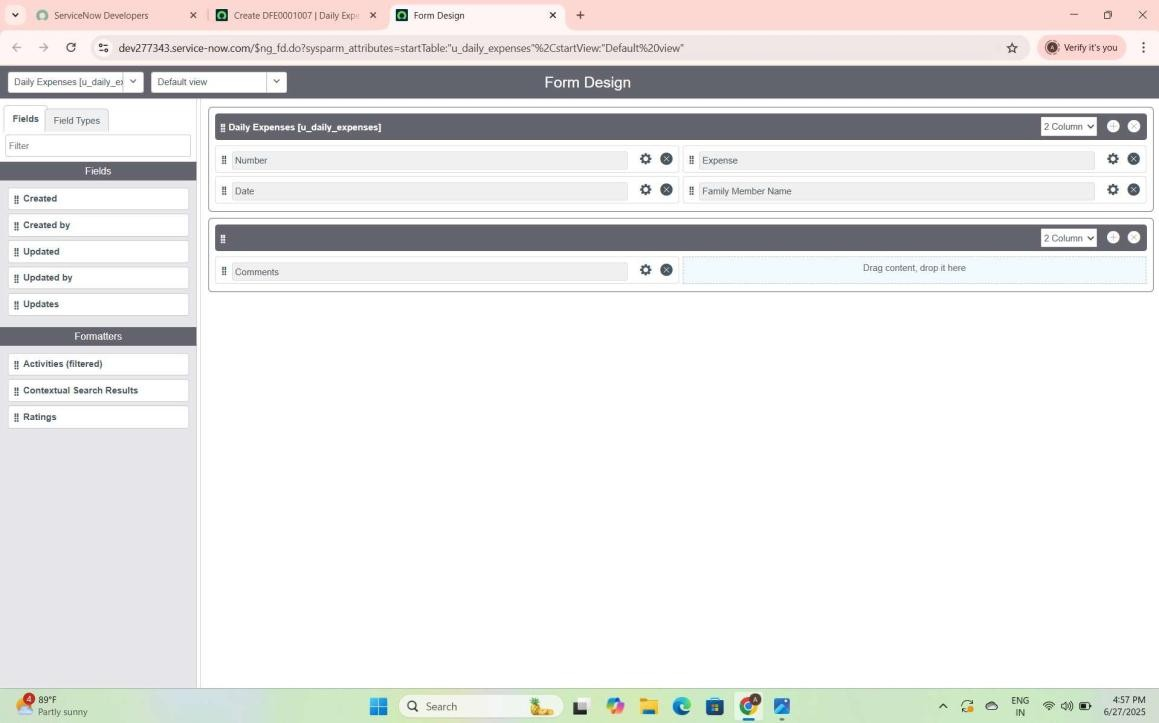 ServiceNow Developers
Create DFE0001007 | Daily Expe
Form Design
dev277343.service-now.com/$ng_fd.do?sysparm_attributes=startTable:"u_daily_expenses"%2CstartView:"Default%20view"
Verify it's you
Daily Expenses [u_daily_e
Default view
Form Design
Fields
Field Types
Filter
Fields
Created
Created by
Updated
Updated by
Updates
Formatters
Activities (filtered)
Contextual Search Results
Ratings
Daily Expenses [u_daily_expenses]
2 Column
Number
Expense
Date
Family Member Name
2 Column
Comments
Drag content, drop it here
4
89°F
Partly sunny
Search
ENG
IN
4:57 PM
6/27/2025